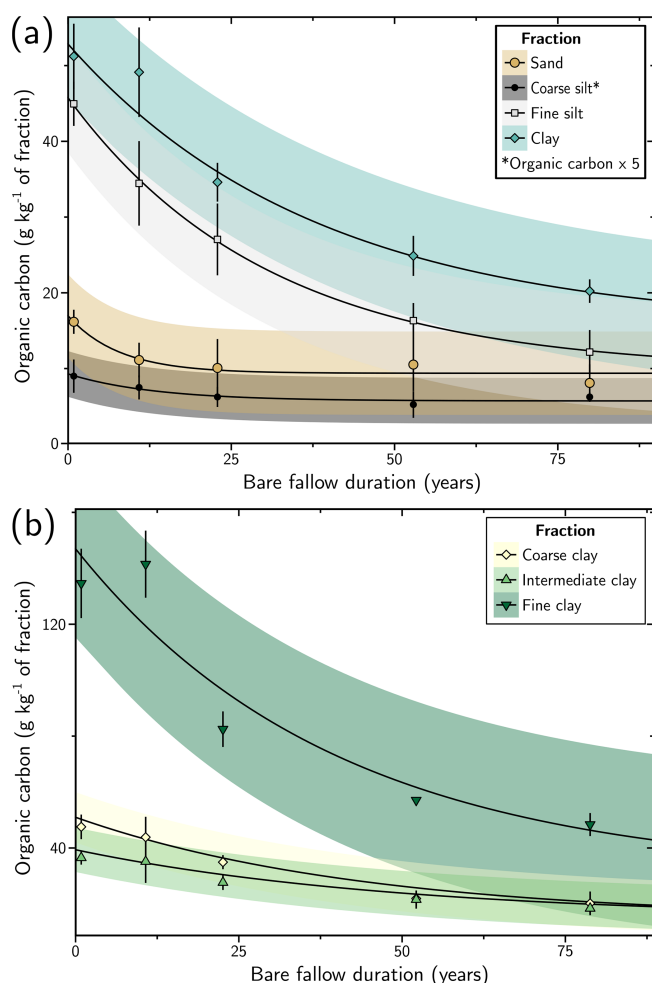 (a)
Organic carbon (g kg⁻¹ of fraction)
40
20
0
Fraction
Sand
Coarse silt*
Fine silt
Clay
*Organic carbon x 5
0 25 50 75
Bare fallow duration (years)
(b)
Organic carbon (g kg⁻¹ of fraction)
120
40
Fraction
Coarse clay
Intermediate clay
Fine clay
0 25 50 75
Bare fallow duration (years)